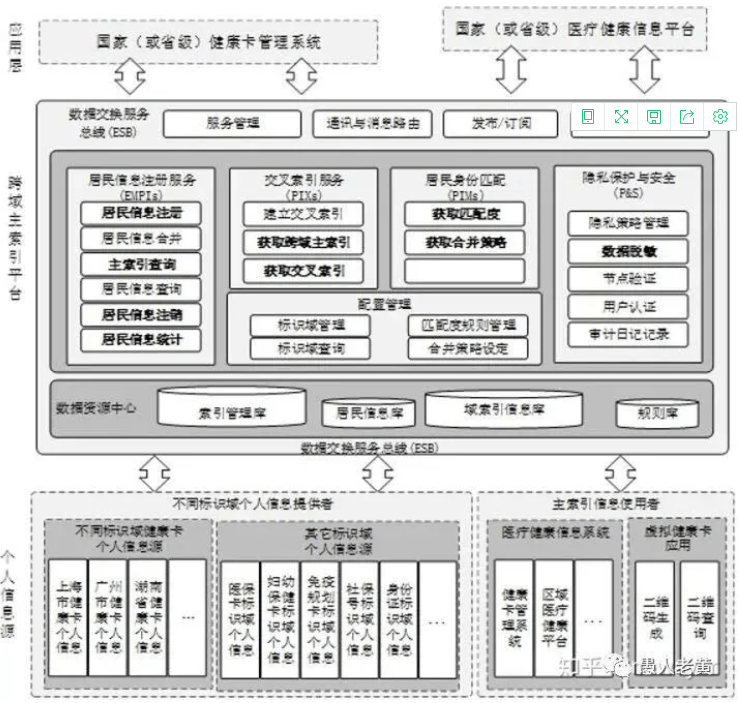 应用层
国家（或省级）健康卡管理系统
国家（或省级）医疗健康信息平台
跨域主索引平台
数据交换服务
总线(ESB)
服务管理
通讯与消息路由
发布/订阅
居民信息注册服务
(EMPIs)
居民信息注册
居民信息合并
主索引查询
居民信息查询
居民信息注销
居民信息统计
交叉索引服务
(PIXs)
建立交叉索引
获取跨域主索引
获取交叉索引
居民身份匹配
(PIMs)
获取匹配度
获取合并策略
隐私保护与安全
(P&S)
隐私策略管理
数据脱敏
节点验证
用户认证
审计日记记录
配置管理
标识域管理
匹配度规则管理
标识域查询
合并策略设定
数据资源中心
索引管理库
居民信息库
域索引信息库
规则库
数据交换服务总线(ESB)
个人信息源
不同标识域个人信息提供者
不同标识域健康卡
个人信息源
上海市健康卡个人信息
广州市健康卡个人信息
湖南省健康卡个人信息
...
其它标识域
个人信息源
医保卡标识域个人信息
妇幼保健卡标识域个人信息
免疫规划卡标识域个人信息
社保号标识域个人信息
身份证标识域个人信息
...
主索引信息使用者
医疗健康信息系统
健康卡管理系统
区域医疗健康平台
...
虚拟健康卡
应用
二维码生成
二维码查询
知乎
愚人老黄